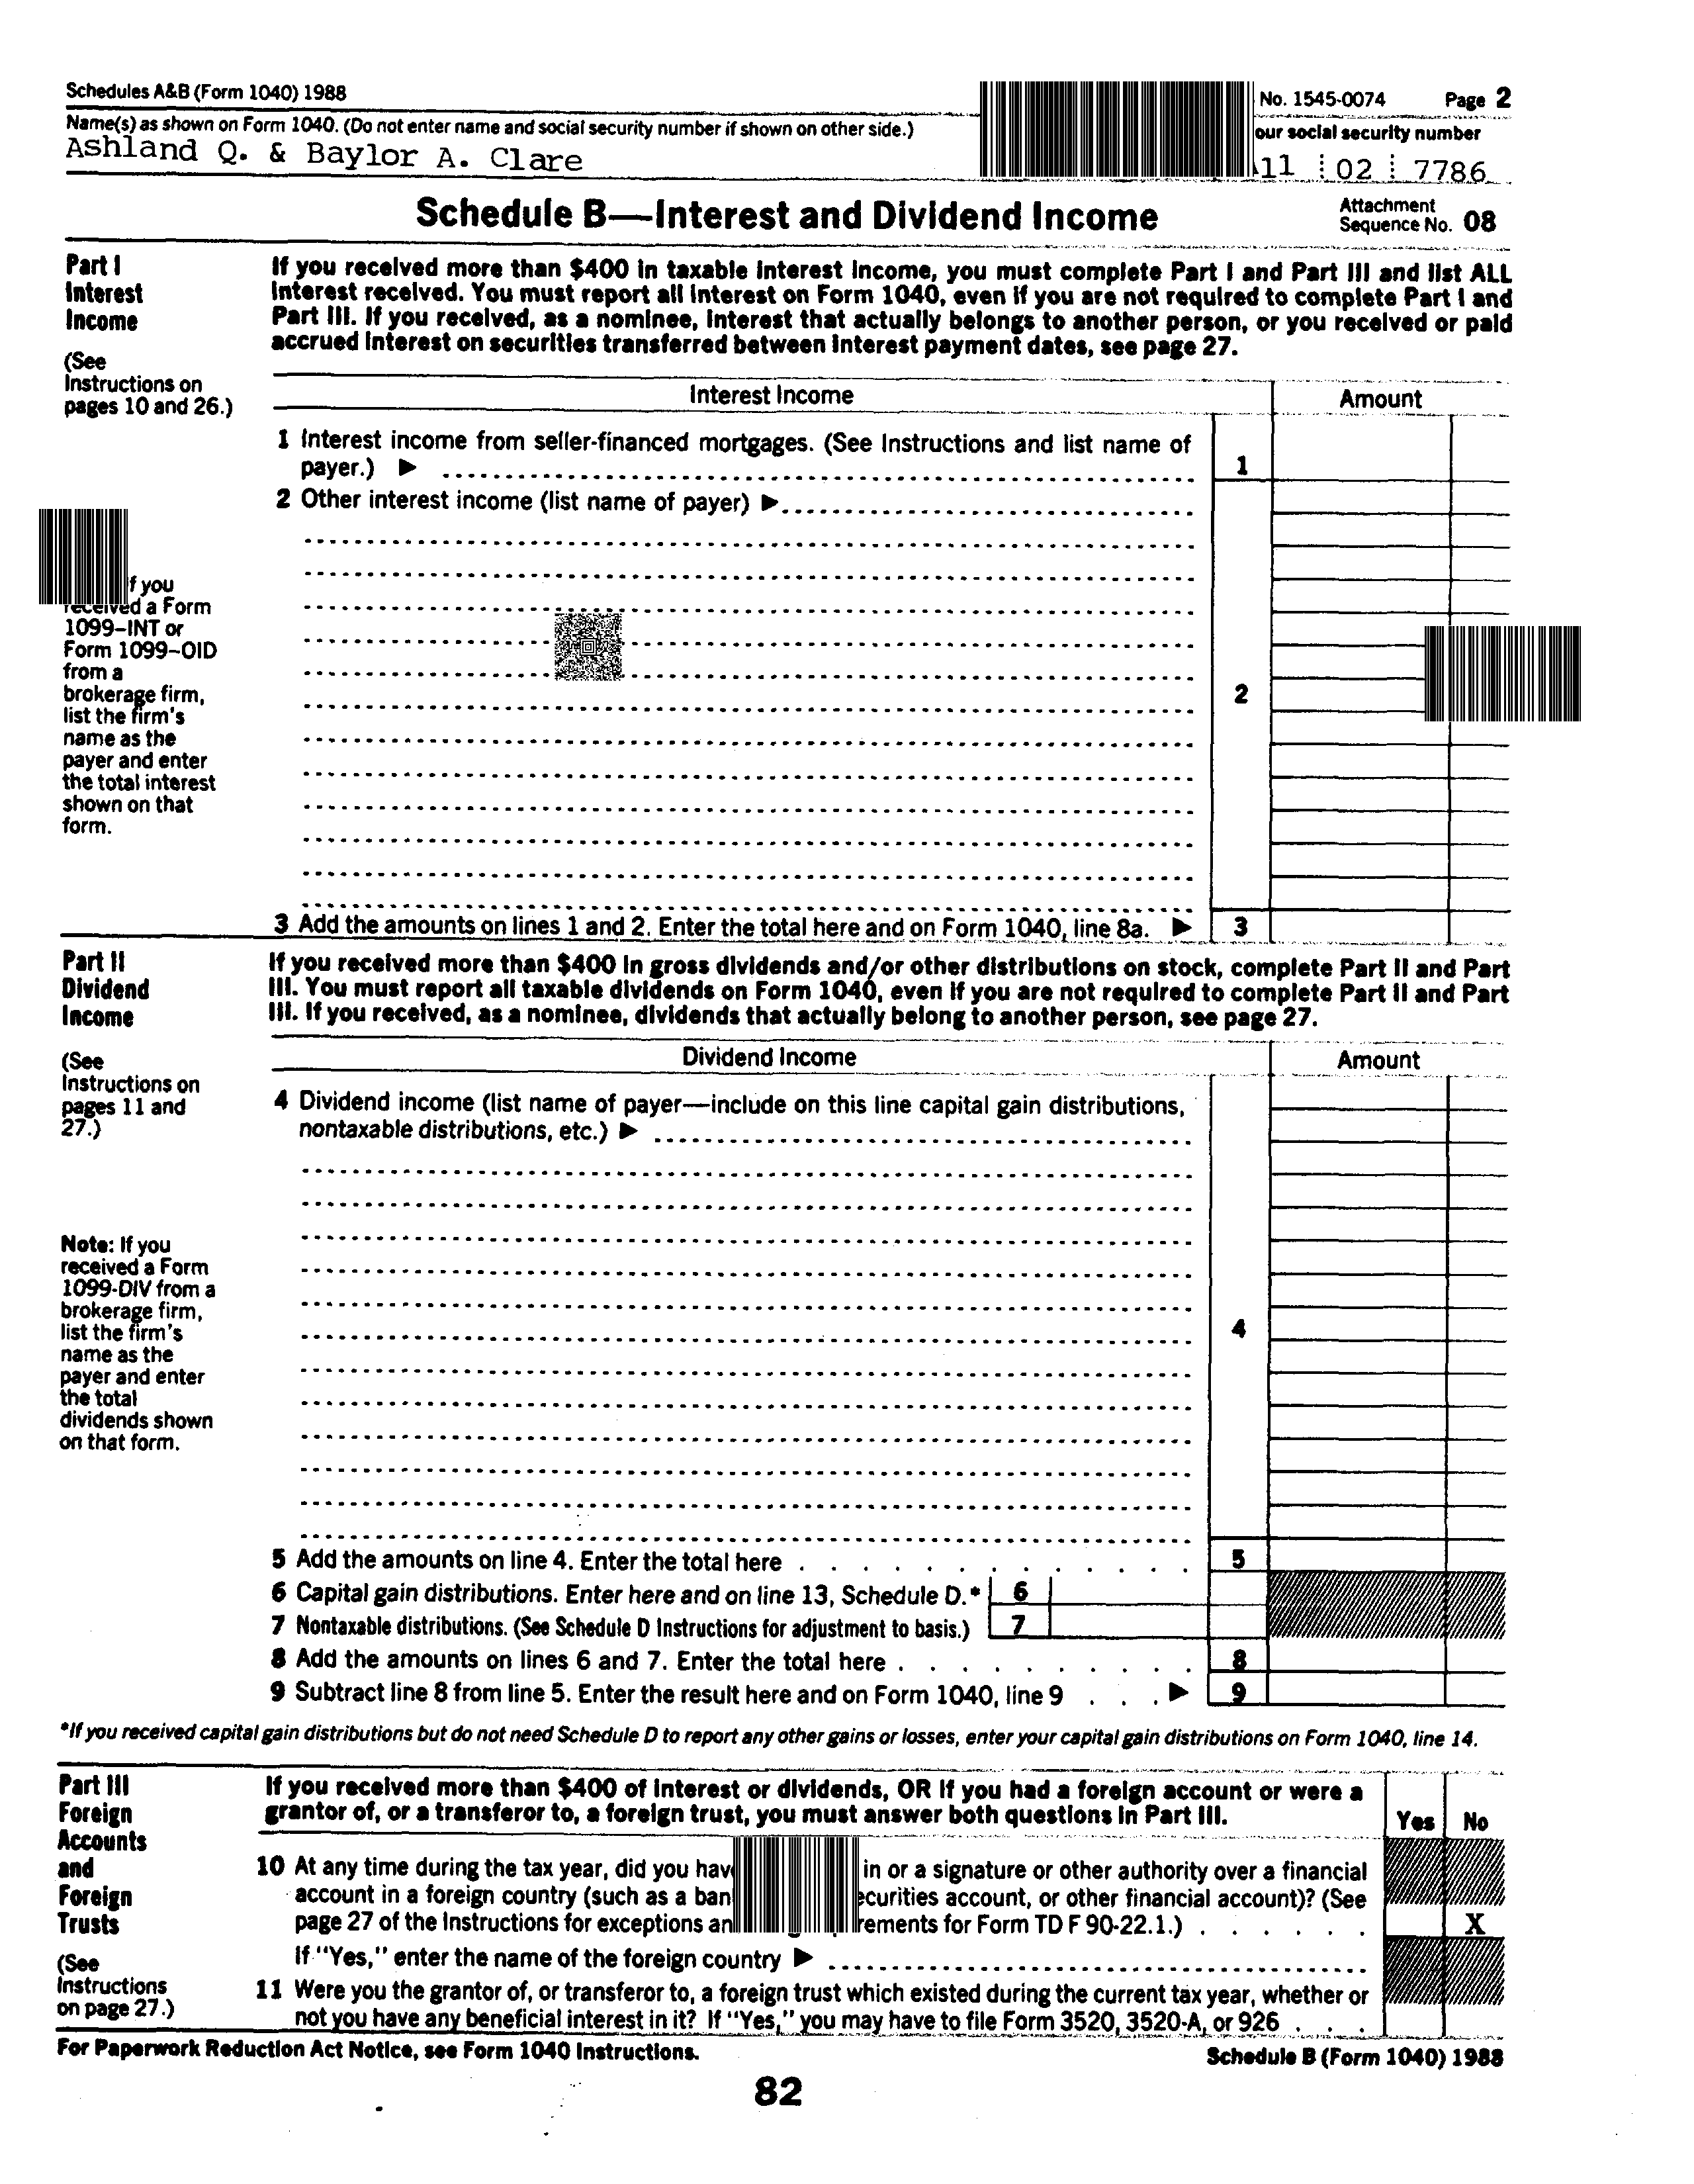 Schedules A&B (Form 1040) 1988
No. 1545-0074 Page 2
Name(s) as shown on Form 1040. (Do not enter name and social security number if shown on other side.)
our social security number
Ashland Q. & Baylor A. Clare
11 02 7786
Schedule B—Interest and Dividend Income
Attachment
Sequence No. 08
Part I
Interest
Income
(See
Instructions on
pages 10 and 26.)
If you received more than $400 in taxable interest income, you must complete Part I and Part III and list ALL
interest received. You must report all interest on Form 1040, even if you are not required to complete Part I and
Part III. If you received, as a nominee, interest that actually belongs to another person, or you received or paid
accrued interest on securities transferred between interest payment dates, see page 27.
Interest Income
Amount
1 Interest income from seller-financed mortgages. (See Instructions and list name of
payer.) ▶
1
2 Other interest income (list name of payer) ▶
f you
received a Form
1099–INT or
Form 1099–OID
from a
brokerage firm,
list the firm's
name as the
payer and enter
the total interest
shown on that
form.
2
3 Add the amounts on lines 1 and 2. Enter the total here and on Form 1040, line 8a. ▶ 3
Part II
Dividend
Income
(See
Instructions on
pages 11 and
27.)
If you received more than $400 in gross dividends and/or other distributions on stock, complete Part II and Part
III. You must report all taxable dividends on Form 1040, even if you are not required to complete Part II and Part
III. If you received, as a nominee, dividends that actually belong to another person, see page 27.
Dividend Income
Amount
4 Dividend income (list name of payer—include on this line capital gain distributions,
nontaxable distributions, etc.) ▶
Note: If you
received a Form
1099-DIV from a
brokerage firm,
list the firm's
name as the
payer and enter
the total
dividends shown
on that form.
4
5 Add the amounts on line 4. Enter the total here . . . . . . . . . . . . 5
6 Capital gain distributions. Enter here and on line 13, Schedule D.* 6
7 Nontaxable distributions. (See Schedule D Instructions for adjustment to basis.) 7
8 Add the amounts on lines 6 and 7. Enter the total here . . . . . . . . . . 8
9 Subtract line 8 from line 5. Enter the result here and on Form 1040, line 9 . . . ▶ 9
*If you received capital gain distributions but do not need Schedule D to report any other gains or losses, enter your capital gain distributions on Form 1040, line 14.
Part III
Foreign
Accounts
and
Foreign
Trusts
(See
Instructions
on page 27.)
If you received more than $400 of interest or dividends, OR if you had a foreign account or were a
grantor of, or a transferor to, a foreign trust, you must answer both questions in Part III.
Yes No
10 At any time during the tax year, did you hav in or a signature or other authority over a financial
account in a foreign country (such as a ban ecurities account, or other financial account)? (See
page 27 of the Instructions for exceptions an rements for Form TD F 90-22.1.) . . . . . . X
If "Yes," enter the name of the foreign country ▶
11 Were you the grantor of, or transferor to, a foreign trust which existed during the current tax year, whether or
not you have any beneficial interest in it? If "Yes," you may have to file Form 3520, 3520-A, or 926 . . .
For Paperwork Reduction Act Notice, see Form 1040 Instructions.
Schedule B (Form 1040) 1988
82